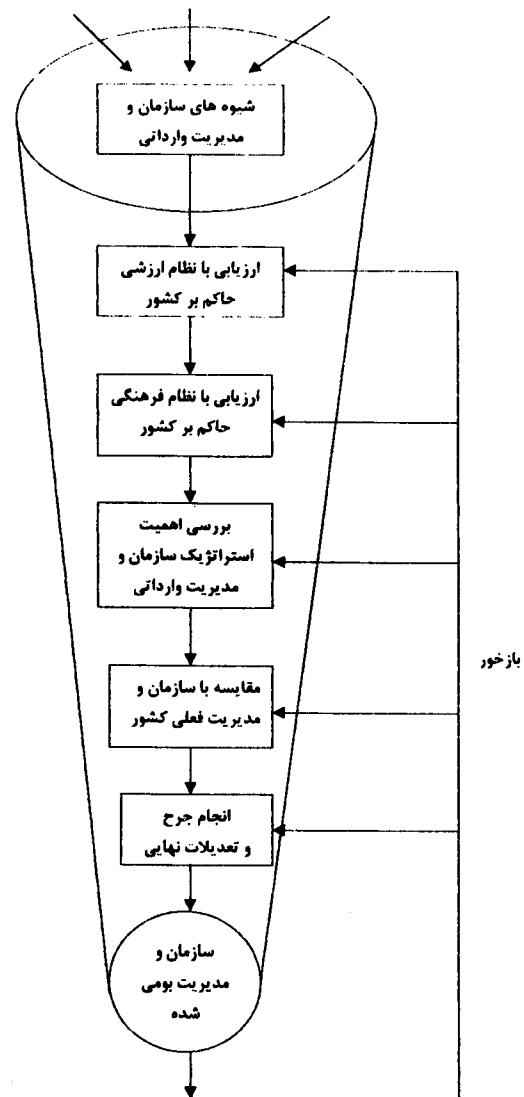 شیوه های سازمان و
مدیریت وارداتی
ارزیابی با نظام ارزشی
حاکم بر کشور
ارزیابی با نظام فرهنگی
حاکم بر کشور
بررسی اهمیت
استراتژیک سازمان و
مدیریت وارداتی
بازخور
مقایسه با سازمان و
مدیریت فعلی کشور
انجام جرح
و تعدیلات نهایی
سازمان و
مدیریت بومی
شده